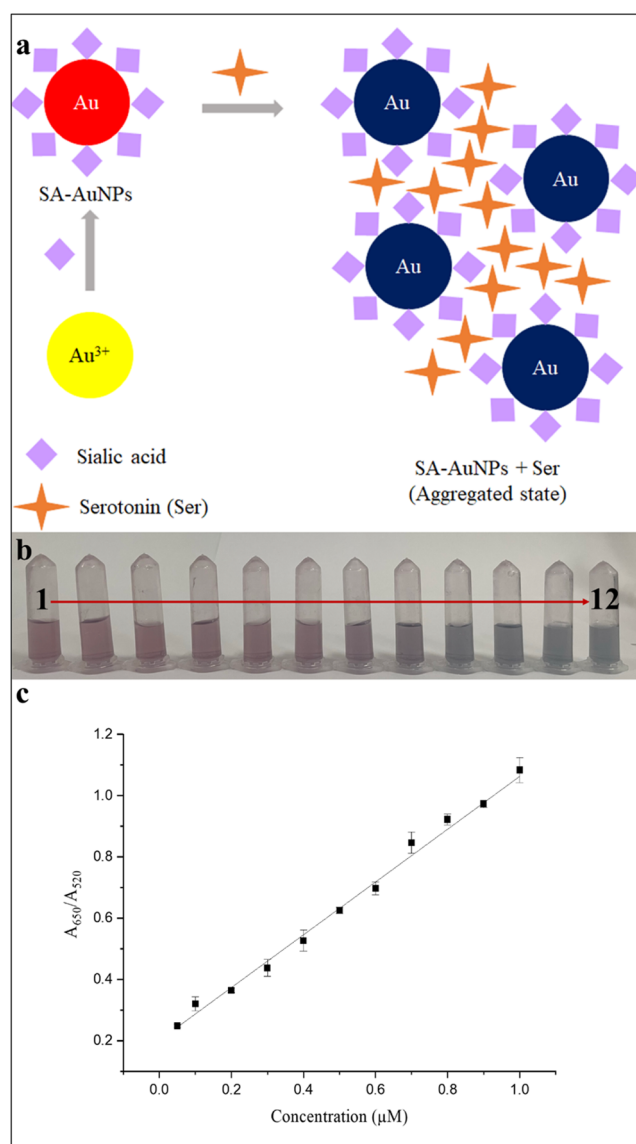 a
Au
SA-AuNPs
Au³⁺
Sialic acid
Serotonin (Ser)
Au
Au
Au
Au
SA-AuNPs + Ser
(Aggregated state)
b
1
12
c
1.2
1.0
0.8
0.6
0.4
0.2
A₆₅₀/A₅₂₀
0.0
0.2
0.4
0.6
0.8
1.0
Concentration (μM)